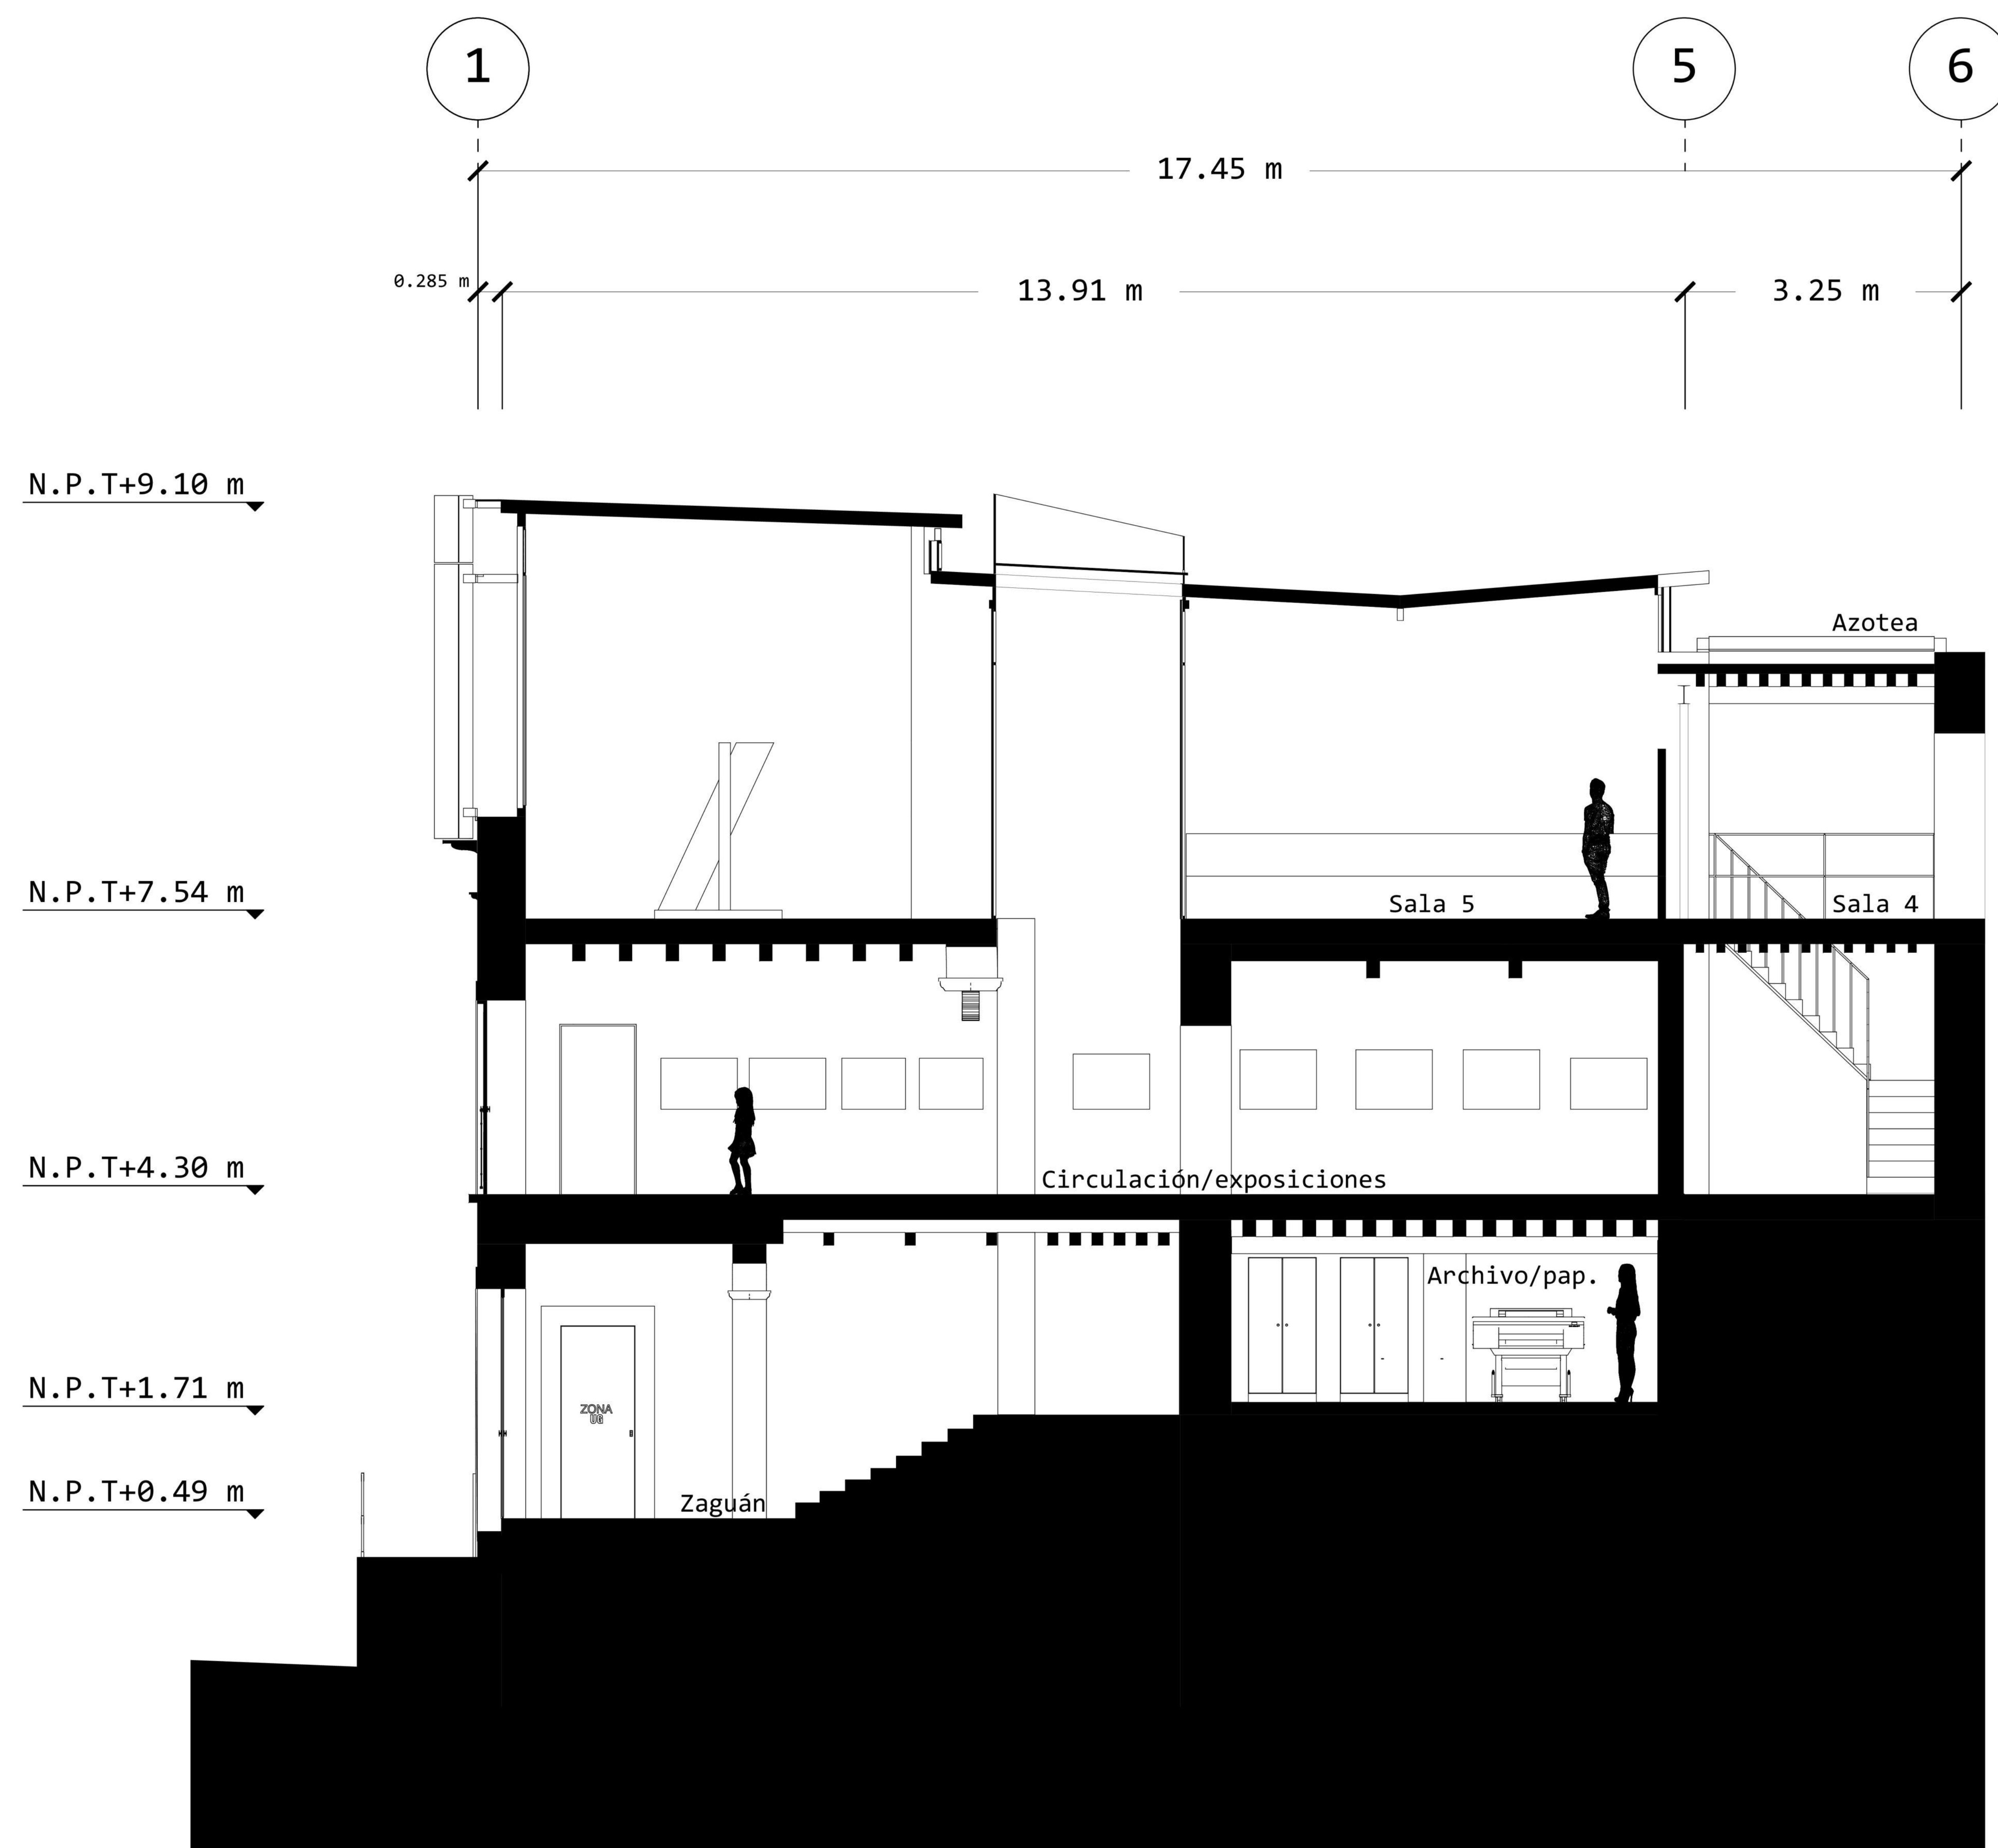 1
5
6
17.45 m
0.285 m
13.91 m
3.25 m
N.P.T+9.10 m
Azotea
N.P.T+7.54 m
Sala 5
Sala 4
N.P.T+4.30 m
Circulación/exposiciones
Archivo/pap.
N.P.T+1.71 m
ZONA
UG
N.P.T+0.49 m
Zaguán